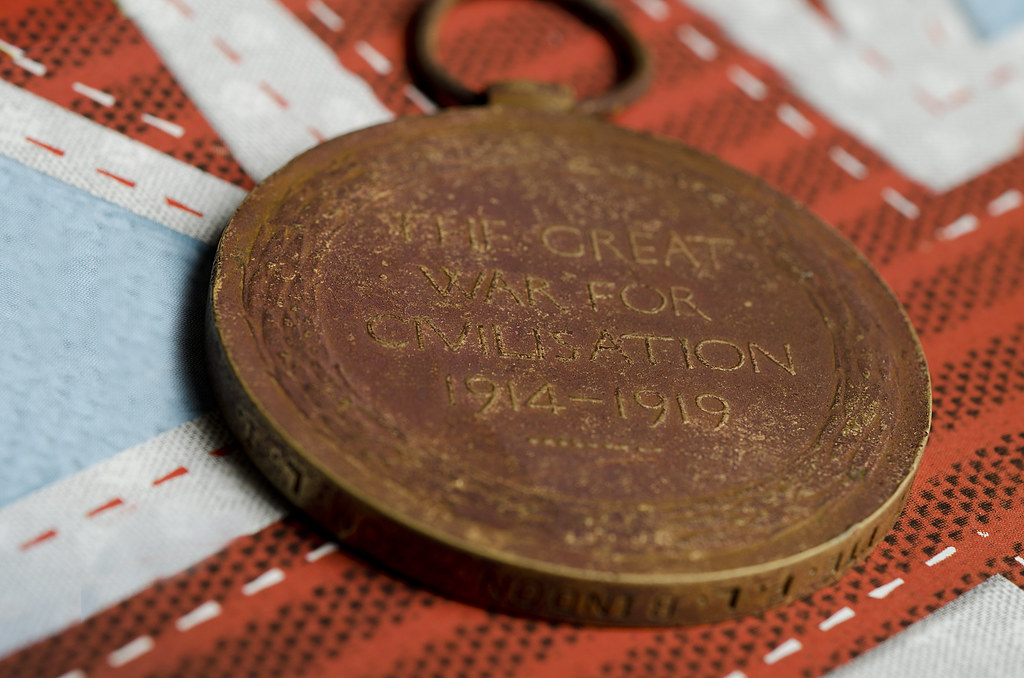 THE GREAT
WAR FOR
CIVILISATION
1914-1919